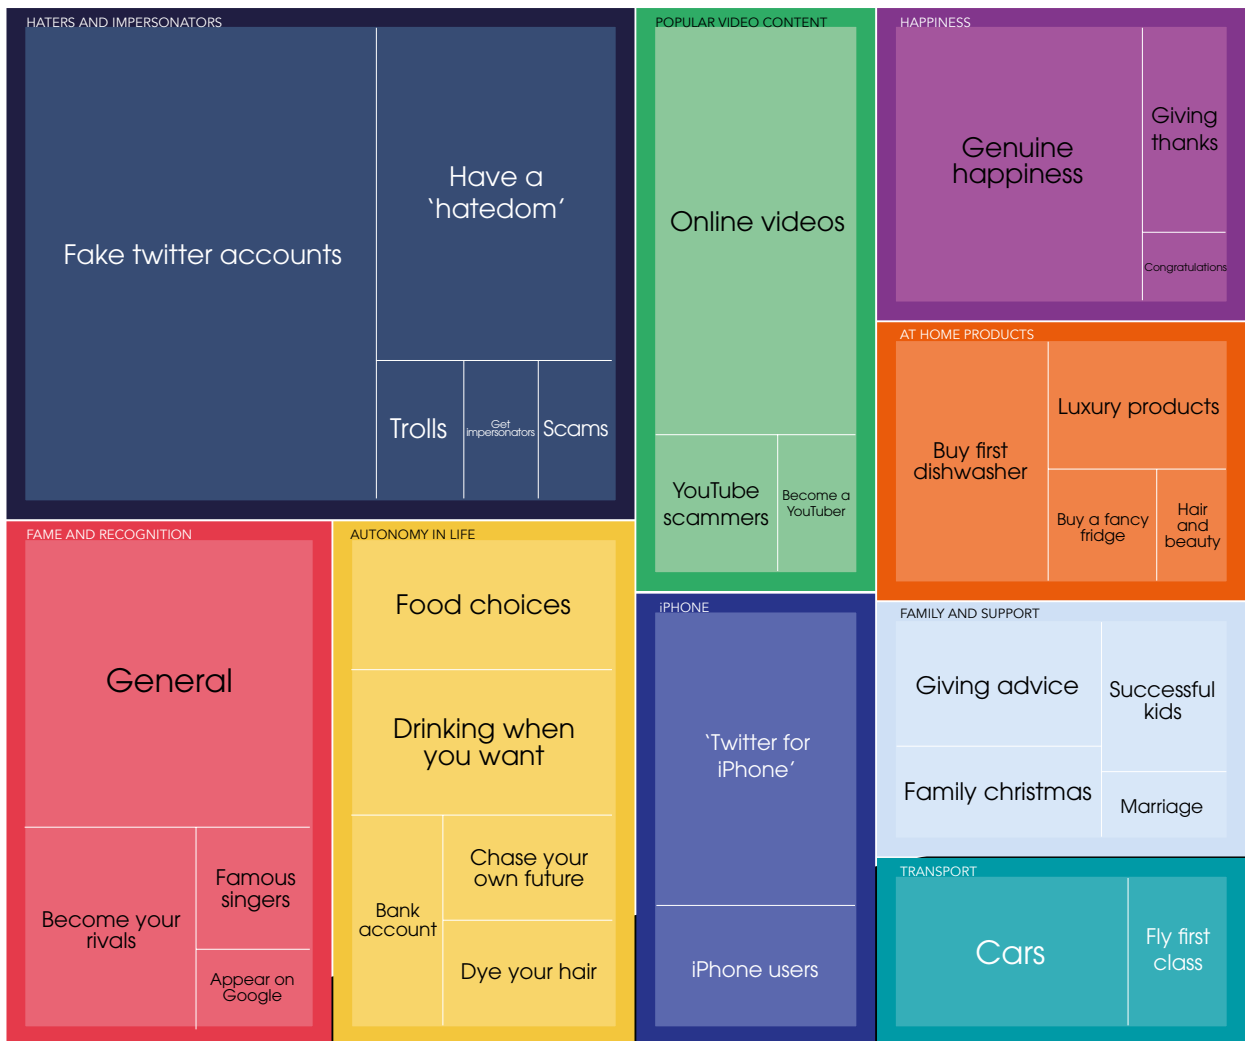 HATERS AND IMPERSONATORS
Fake twitter accounts
Have a
‘hatedom’
Trolls
Get
impersonators
Scams
POPULAR VIDEO CONTENT
Online videos
YouTube
scammers
Become a
YouTuber
HAPPINESS
Genuine
happiness
Giving
thanks
Congratulations
AT HOME PRODUCTS
Buy first
dishwasher
Luxury products
Buy a fancy
fridge
Hair
and
beauty
FAME AND RECOGNITION
General
Become your
rivals
Famous
singers
Appear on
Google
AUTONOMY IN LIFE
Food choices
Drinking when
you want
Bank
account
Chase your
own future
Dye your hair
iPHONE
‘Twitter for
iPhone’
iPhone users
FAMILY AND SUPPORT
Giving advice
Successful
kids
Family christmas
Marriage
TRANSPORT
Cars
Fly first
class